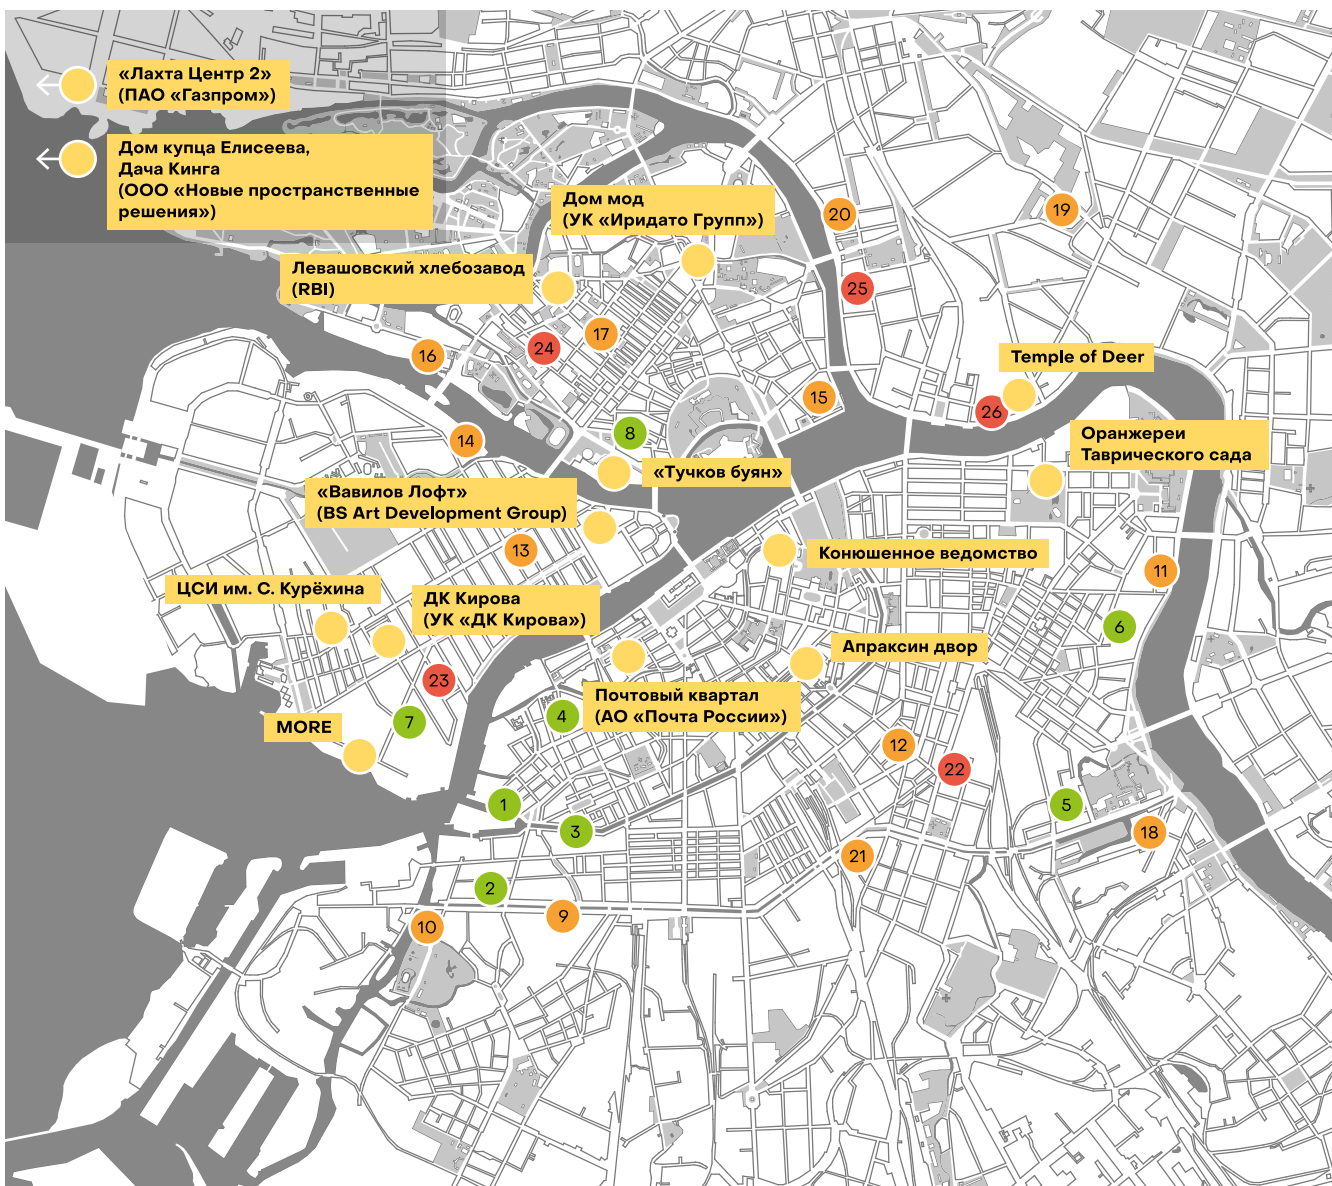 «Лахта Центр 2»
(ПАО «Газпром»)
Дом купца Елисеева,
Дача Кинга
(ООО «Новые пространственные
решения»)
Дом мод
(УК «Иридато Групп»)
20
19
Левашовский хлебозавод
(RBI)
25
17
24
16
Temple of Deer
15
26
8
14
Оранжереи
Таврического сада
«Тучков буян»
«Вавилов Лофт»
(BS Art Development Group)
13
Конюшенное ведомство
11
ЦСИ им. С. Курёхина
ДК Кирова
(УК «ДК Кирова»)
6
Апраксин двор
23
Почтовый квартал
(АО «Почта России»)
4
7
MORE
12
22
1
5
3
18
21
2
9
10